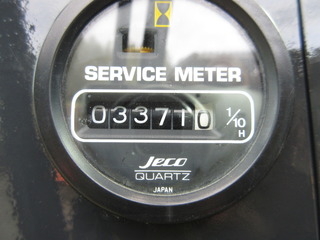 SERVICE METER
033710 1/10
H
Jeco
QUARTZ
JAPAN